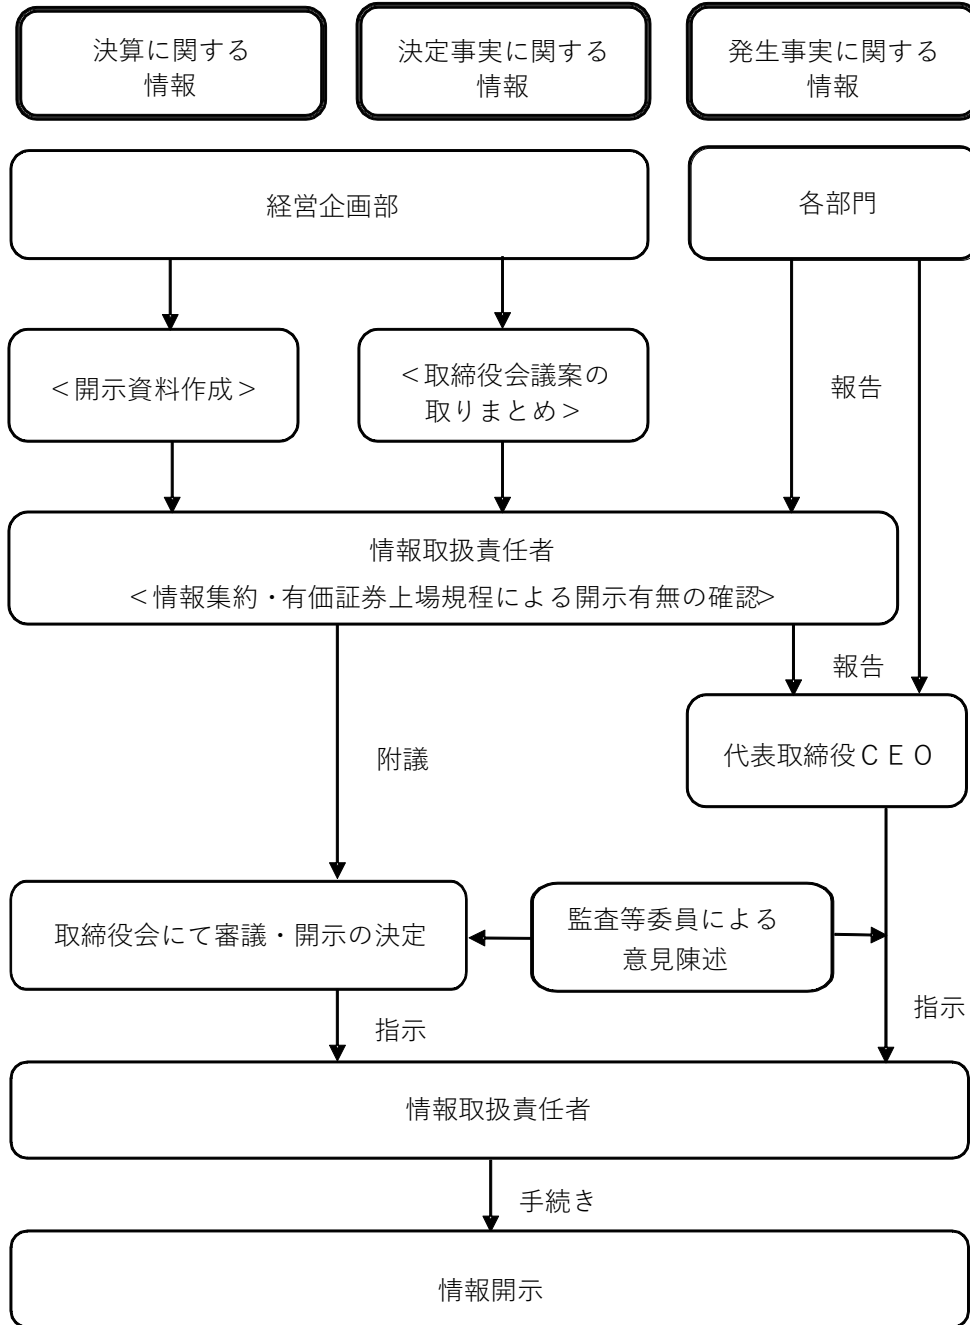 決算に関する
情報
決定事実に関する
情報
発生事実に関する
情報
経営企画部
各部門
＜開示資料作成＞
＜取締役会議案の
取りまとめ＞
報告
情報取扱責任者
＜情報集約・有価証券上場規程による開示有無の確認＞
報告
代表取締役ＣＥＯ
附議
取締役会にて審議・開示の決定
監査等委員による
意見陳述
指示
指示
情報取扱責任者
手続き
情報開示